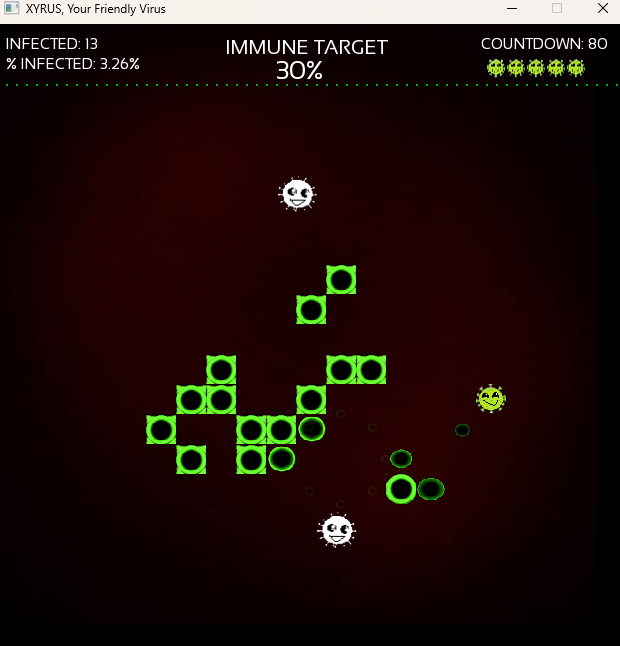 XYRUS, Your Friendly Virus
INFECTED: 13
% INFECTED: 3.26%
IMMUNE TARGET
30%
COUNTDOWN: 80